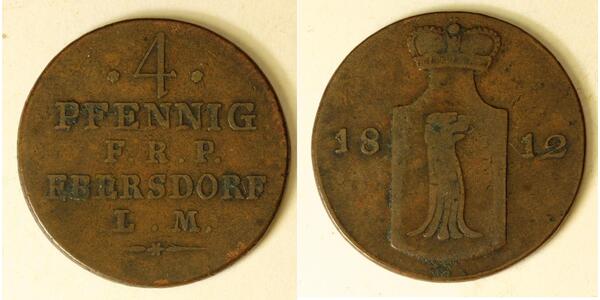 4
PFENNIG
F. R. P.
EBERSDORF
L. M.
18 12